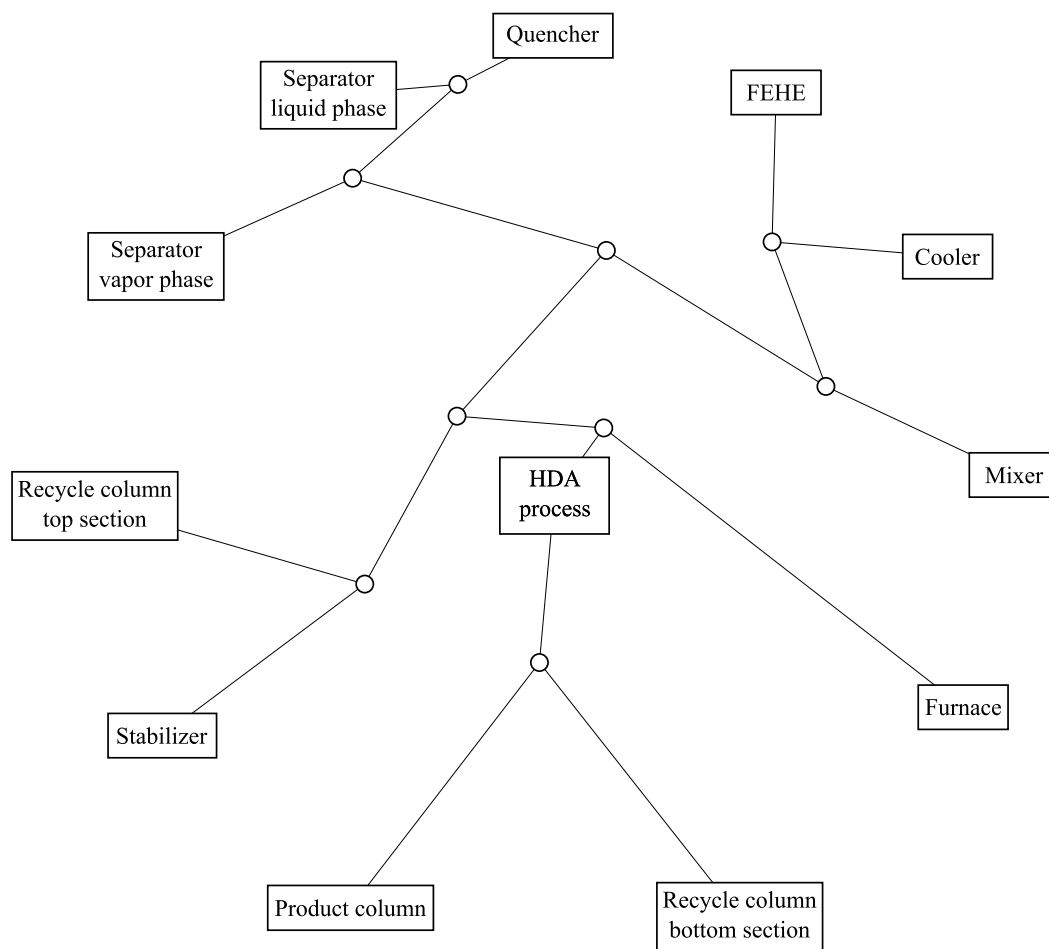 Quencher
Separator
liquid phase
FEHE
Separator
vapor phase
Cooler
Mixer
Recycle column
top section
HDA
process
Furnace
Stabilizer
Product column
Recycle column
bottom section